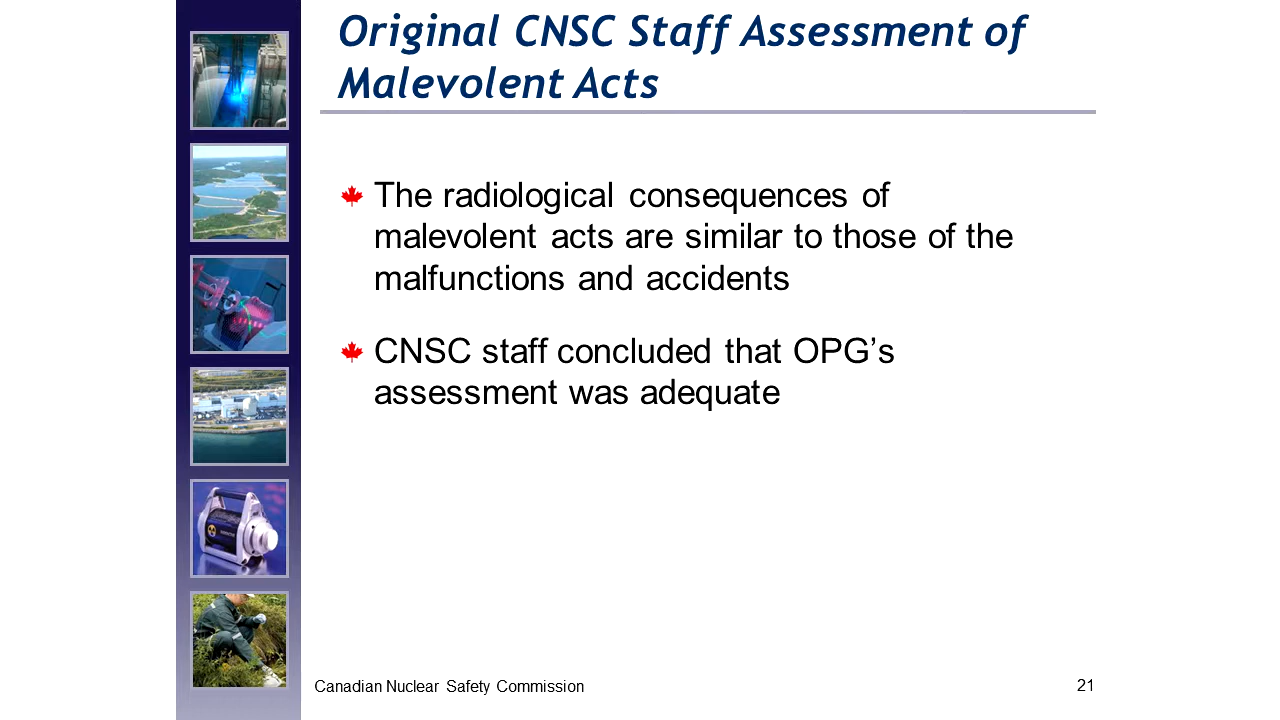 Original CNSC Staff Assessment of
Malevolent Acts
The radiological consequences of
malevolent acts are similar to those of the
malfunctions and accidents
CNSC staff concluded that OPG’s
assessment was adequate
Canadian Nuclear Safety Commission
21